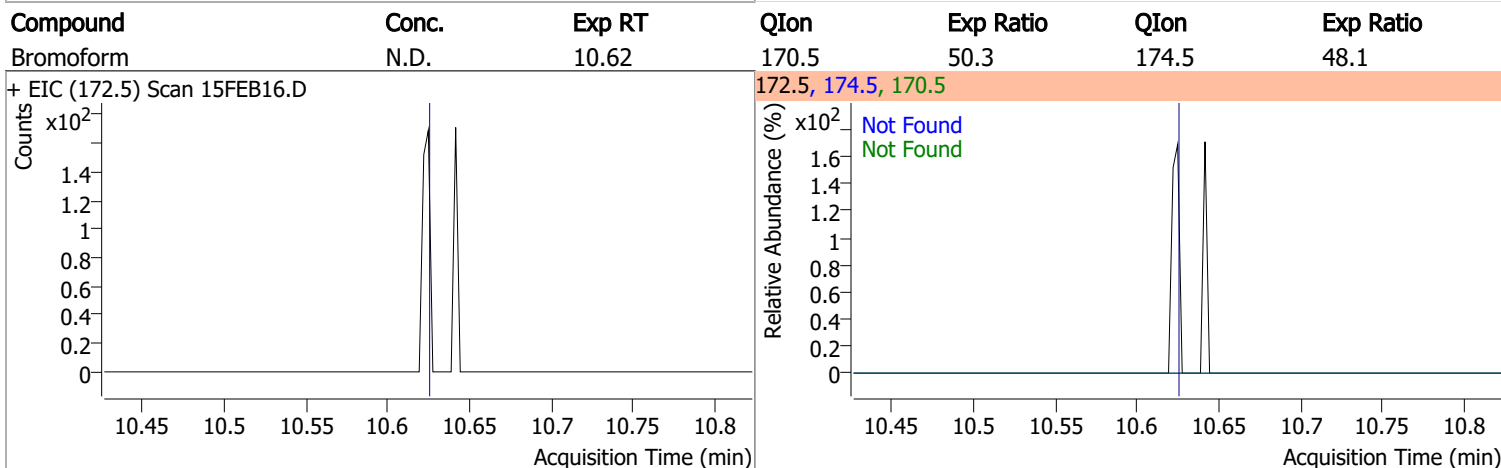 Compound Conc. Exp RT QIon Exp Ratio QIon Exp Ratio
Bromoform N.D. 10.62 170.5 50.3 174.5 48.1
+ EIC (172.5) Scan 15FEB16.D
Counts
x10²
1.4
1.2
1
0.8
0.6
0.4
0.2
0
10.45 10.5 10.55 10.6 10.65 10.7 10.75 10.8
Acquisition Time (min)
172.5, 174.5, 170.5
Relative Abundance (%)
x10²
Not Found
Not Found
1.6
1.4
1.2
1
0.8
0.6
0.4
0.2
0
10.45 10.5 10.55 10.6 10.65 10.7 10.75 10.8
Acquisition Time (min)